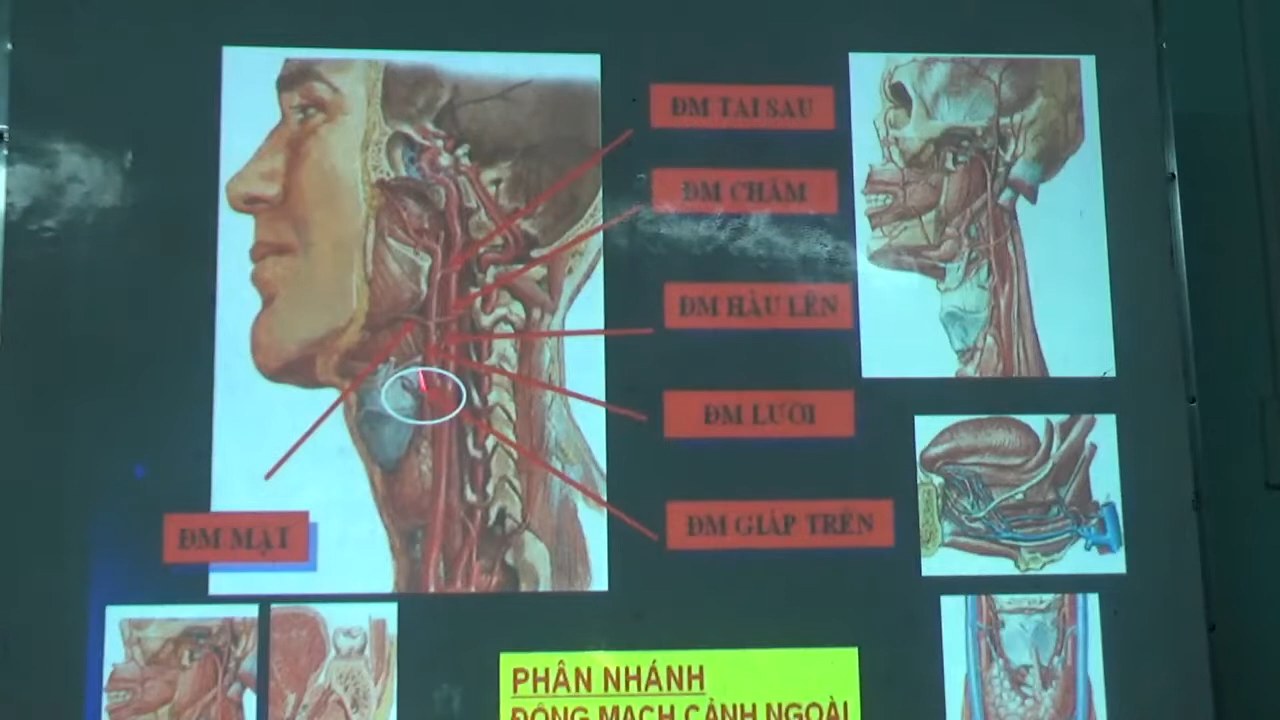 ĐM TAI SAU
ĐM CHẨM
ĐM HẦU LÊN
ĐM LƯỠI
ĐM GIÁP TRÊN
ĐM MẶT
PHÂN NHÁNH
ĐỘNG MẠCH CẢNH NGOÀI